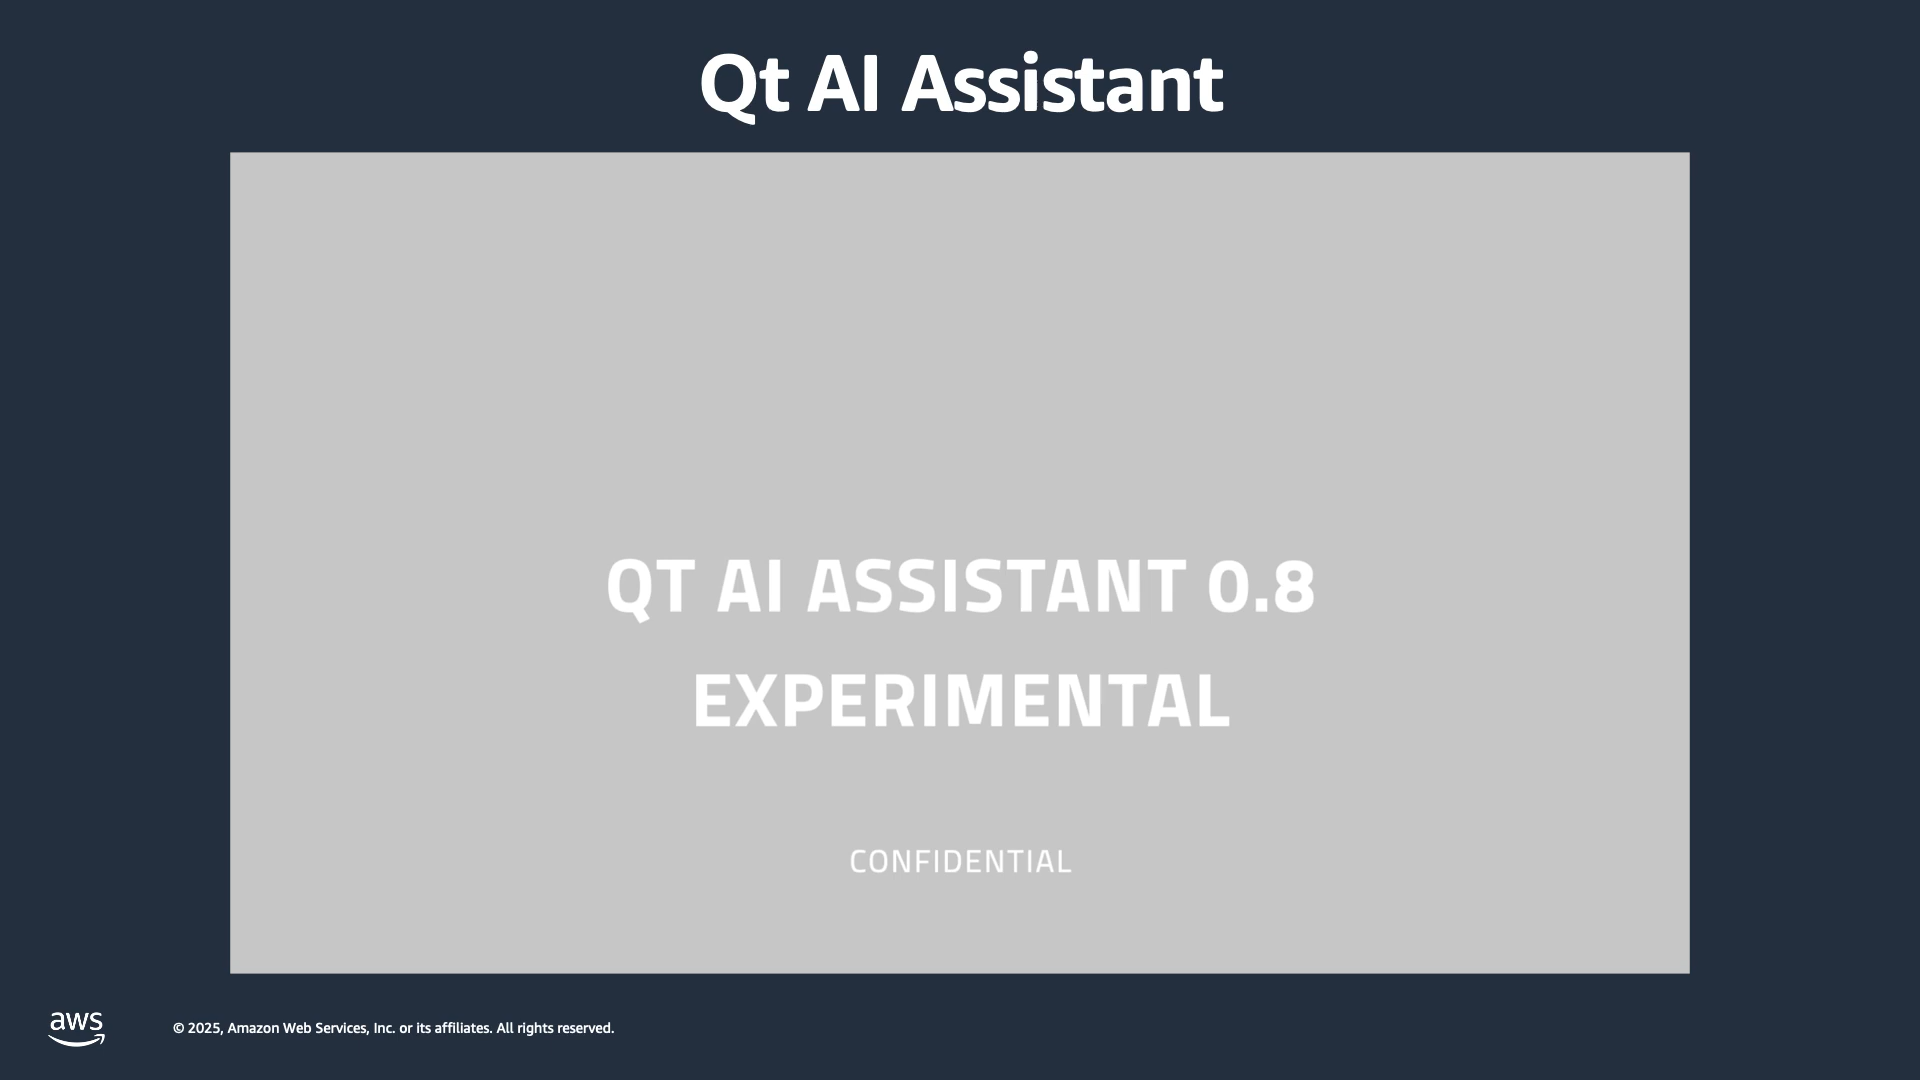 Qt AI Assistant
QT AI ASSISTANT 0.8
EXPERIMENTAL
CONFIDENTIAL
aws
© 2025, Amazon Web Services, Inc. or its affiliates. All rights reserved.